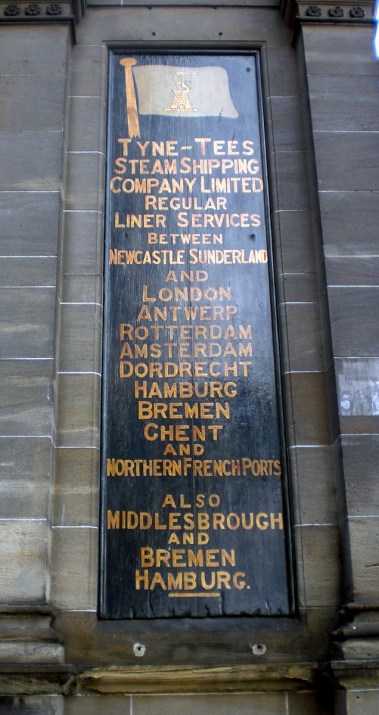 TYNE-TEES
STEAM SHIPPING
COMPANY LIMITED
REGULAR
LINER SERVICES
BETWEEN
NEWCASTLE SUNDERLAND
AND
LONDON
ANTWERP
ROTTERDAM
AMSTERDAM
DORDRECHT
HAMBURG
BREMEN
GHENT
AND
NORTHERN FRENCH PORTS
ALSO
MIDDLESBROUGH
AND
BREMEN
HAMBURG.